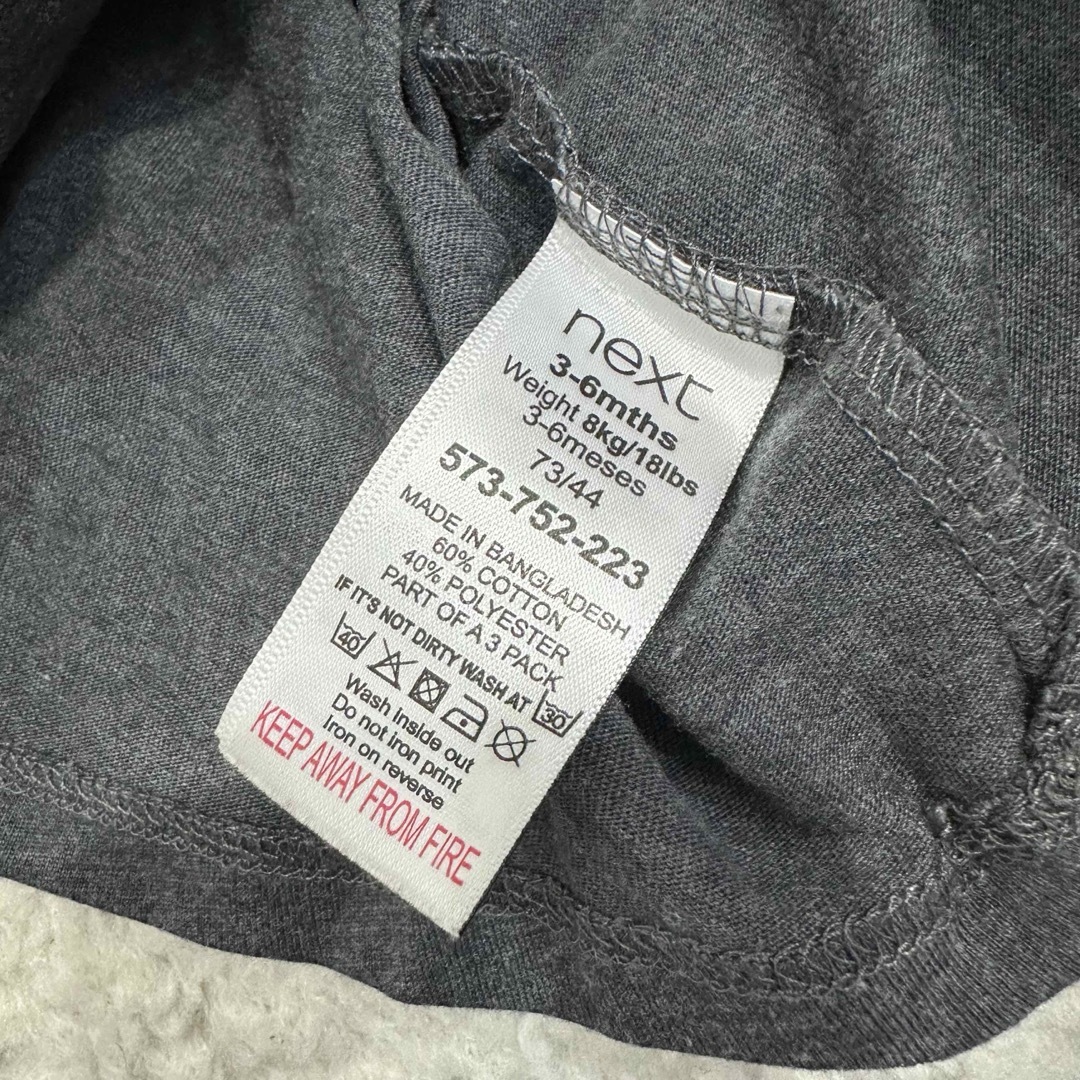 next
3-6mths
Weight 8kg/18lbs
3-6meses
73/44
573-752-223
MADE IN BANGLADESH
60% COTTON
40% POLYESTER
PART OF A 3 PACK
IF IT'S NOT DIRTY WASH AT 30
40
Wash inside out
Do not iron print
Iron on reverse
KEEP AWAY FROM FIRE